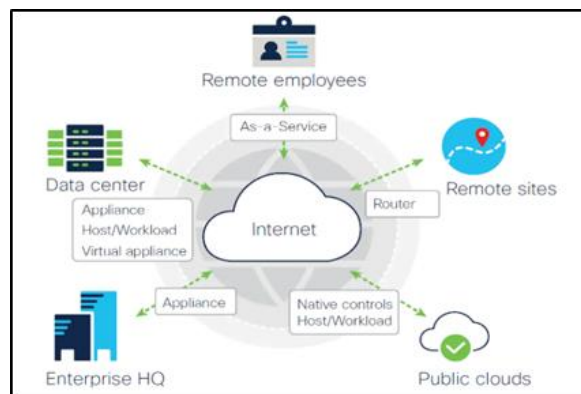 Remote employees
As-a-Service
Data center
Appliance
Host/Workload
Virtual appliance
Internet
Router
Remote sites
Appliance
Native controls
Host/Workload
Enterprise HQ
Public clouds